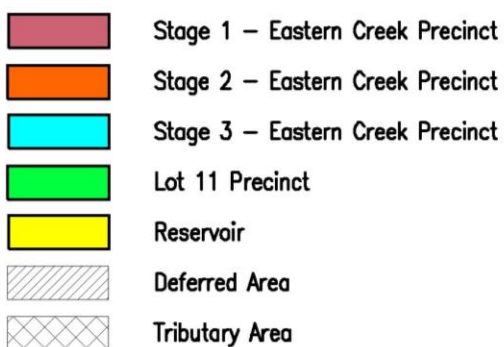 Stage 1 – Eastern Creek Precinct
Stage 2 – Eastern Creek Precinct
Stage 3 – Eastern Creek Precinct
Lot 11 Precinct
Reservoir
Deferred Area
Tributary Area